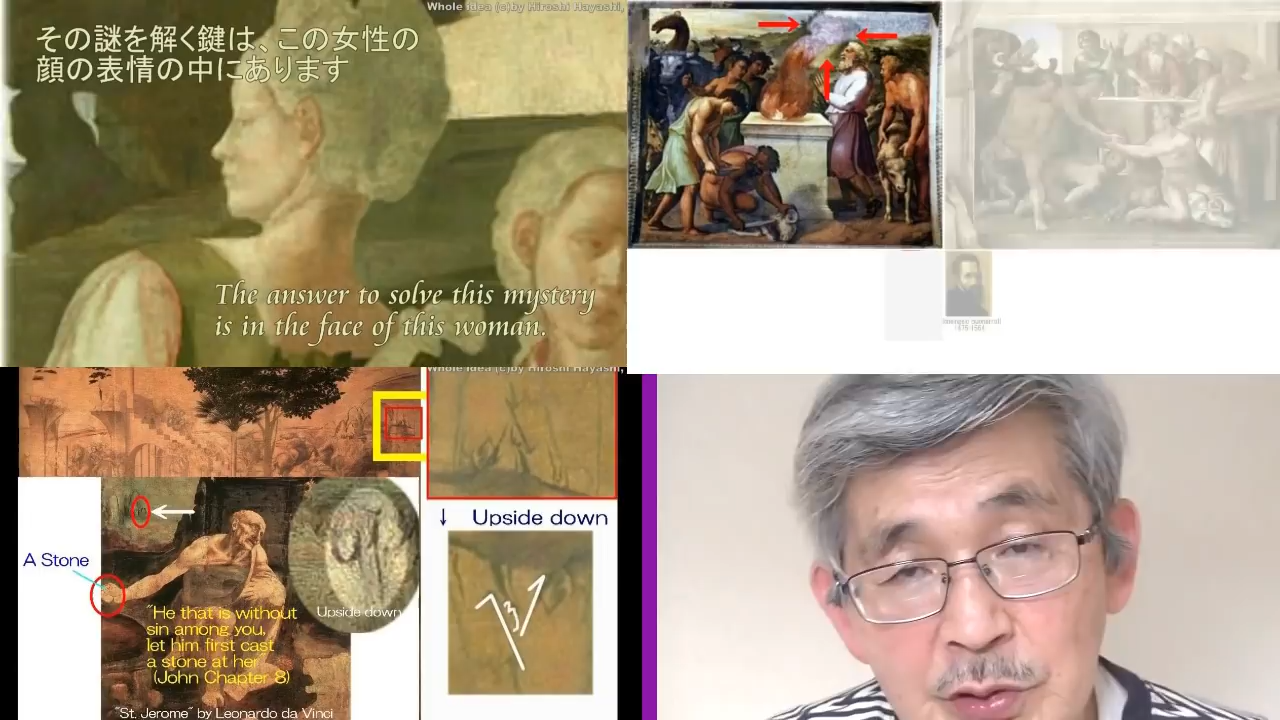 Whole idea (c)by Hiroshi Hayashi,
その謎を解く鍵は、この女性の
顔の表情の中にあります
The answer to solve this mystery
is in the face of this woman.
Whole idea (c)by Hiroshi Hayashi,
↓ Upside down
A Stone
"He that is without
sin among you,
let him first cast
a stone at her
(John Chapter 8)
Upside down
"St. Jerome" by Leonardo da Vinci